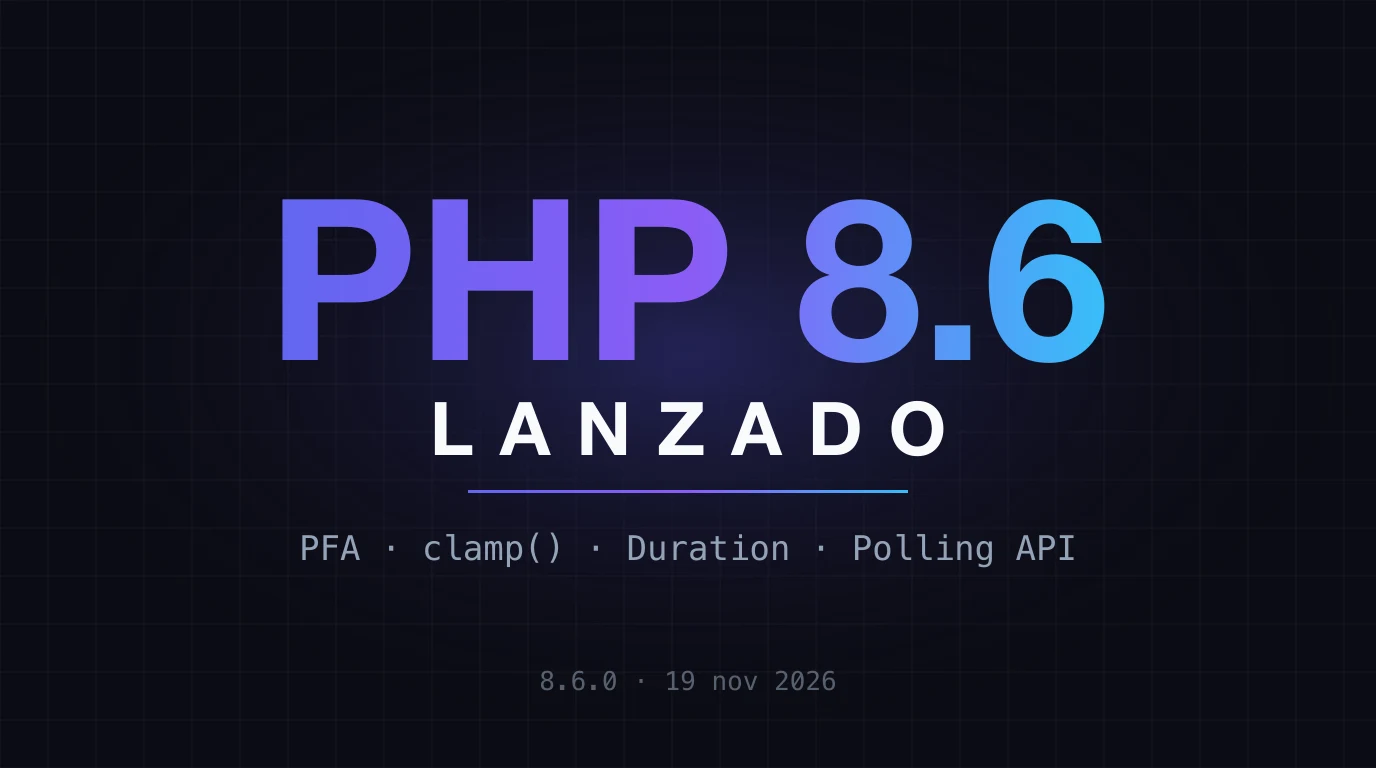 PHP 8.6
LANZADO
PFA · clamp() · Duration · Polling API
8.6.0 · 19 nov 2026